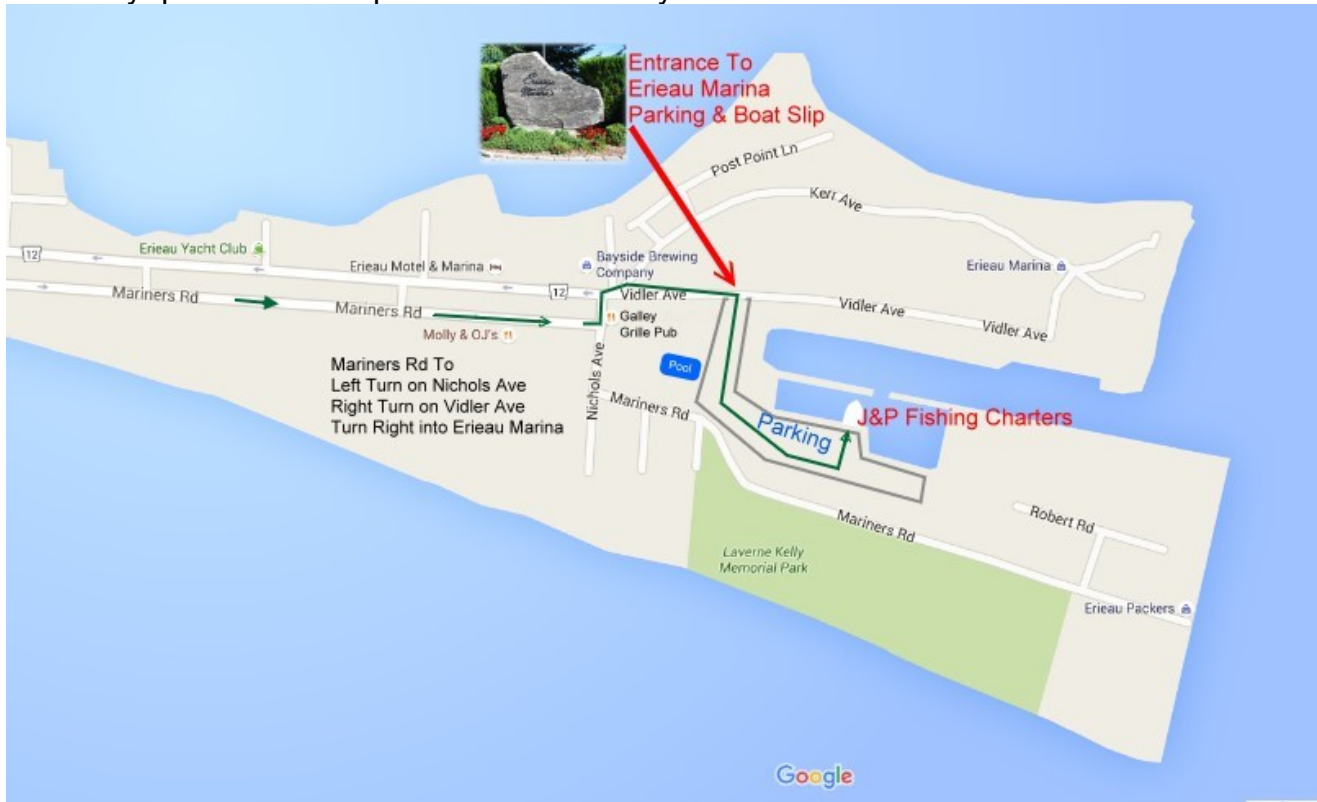 Entrance To
Erieau Marina
Parking & Boat Slip
Erieau
Marina
Post Point Ln
Kerr Ave
12
Erieau Yacht Club
Erieau Motel & Marina
Bayside Brewing
Company
Erieau Marina
12
Vidler Ave
Vidler Ave
Vidler Ave
Mariners Rd
Mariners Rd
Molly & OJ's
Galley
Grille Pub
Pool
Mariners Rd To
Left Turn on Nichols Ave
Right Turn on Vidler Ave
Turn Right into Erieau Marina
Nichols Ave
Mariners Rd
Parking
J&P Fishing Charters
Mariners Rd
Robert Rd
Laverne Kelly
Memorial Park
Erieau Packers
Google